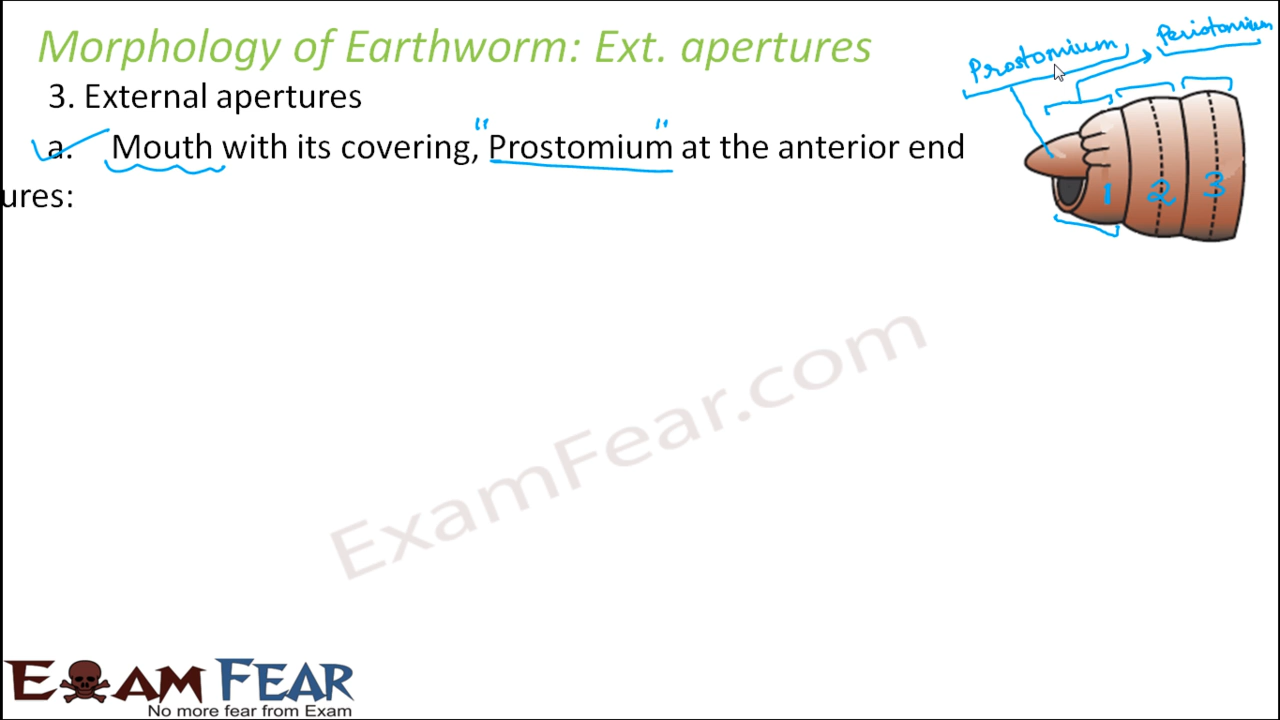 Morphology of Earthworm: Ext. apertures
Prostomium
Peristomium
3. External apertures
a. Mouth with its covering, "Prostomium" at the anterior end
ures:
1 2 3
ExamFear.com
EXAM FEAR
No more fear from Exam